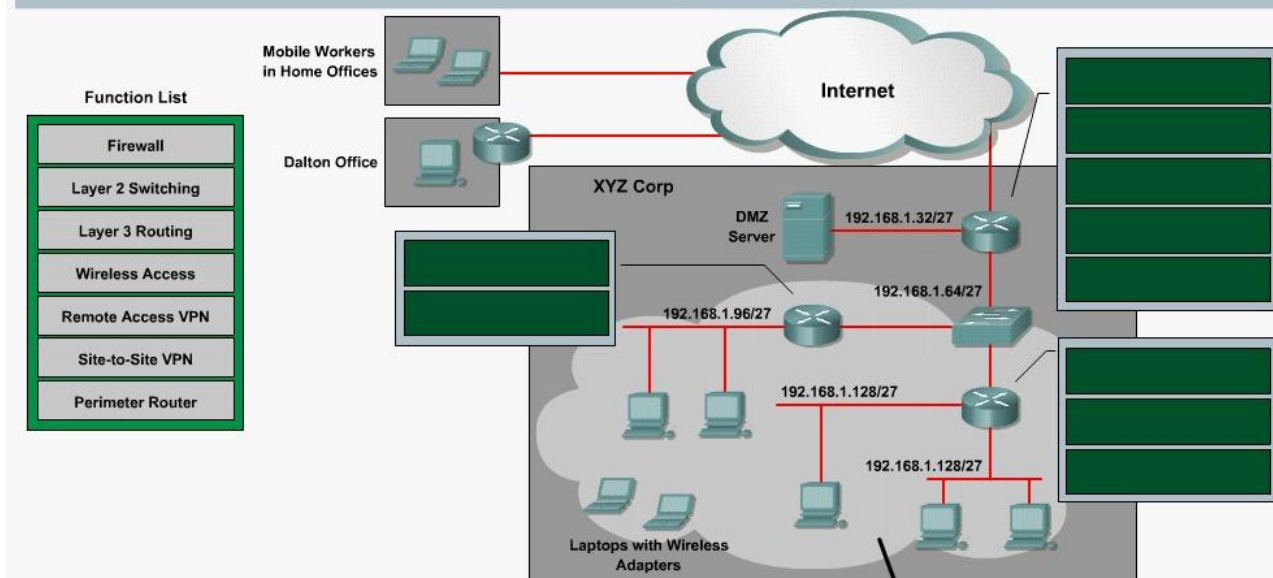 Mobile Workers
in Home Offices
Internet
Function List
Firewall
Layer 2 Switching
Layer 3 Routing
Wireless Access
Remote Access VPN
Site-to-Site VPN
Perimeter Router
Dalton Office
XYZ Corp
DMZ
Server
192.168.1.32/27
192.168.1.64/27
192.168.1.96/27
192.168.1.128/27
192.168.1.128/27
Laptops with Wireless
Adapters